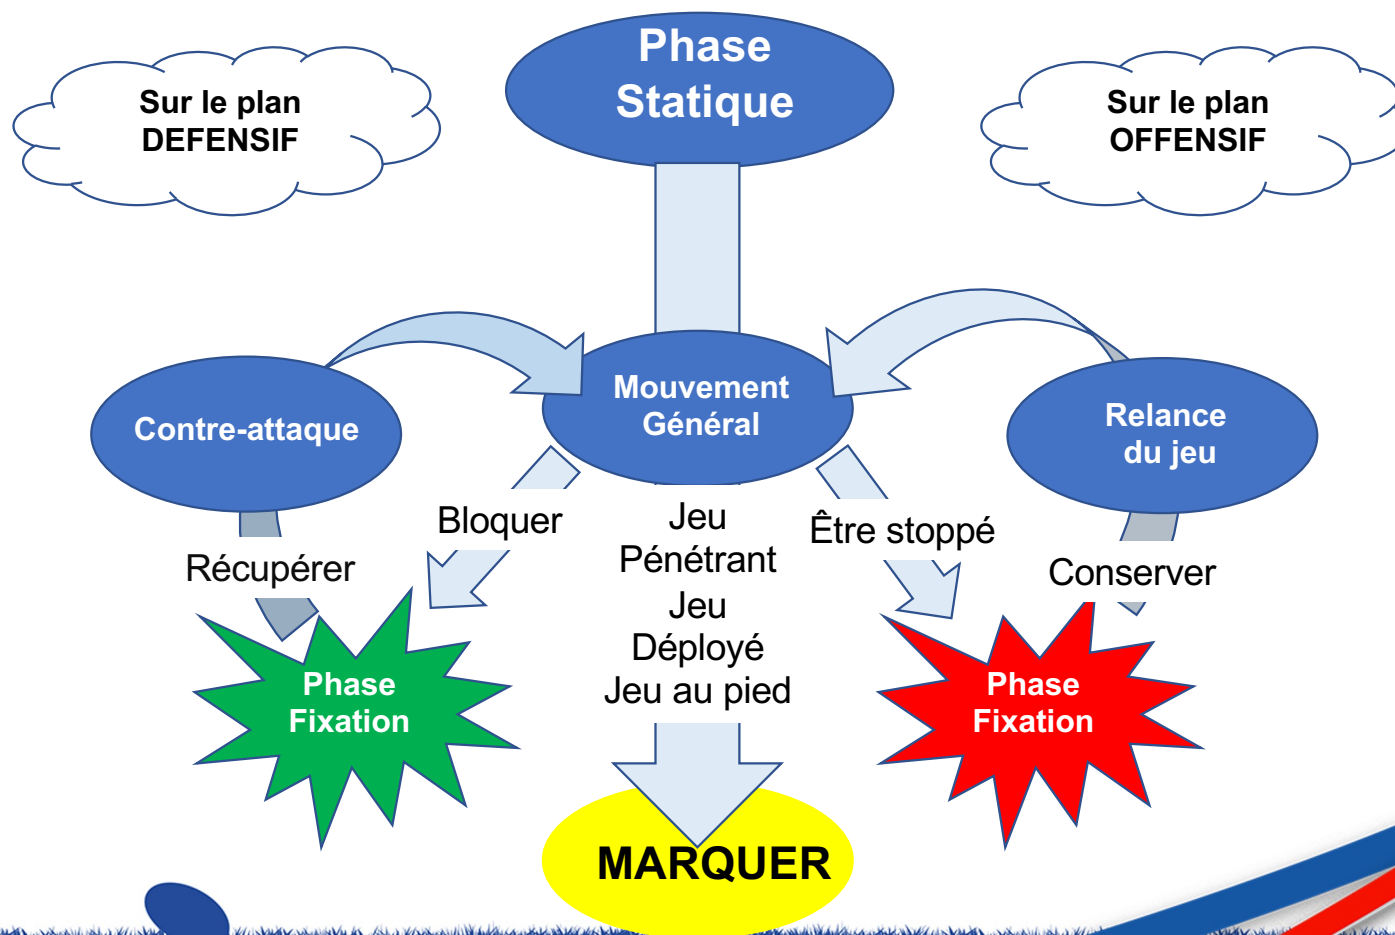 Phase
Statique
Sur le plan
DEFENSIF
Sur le plan
OFFENSIF
Contre-attaque
Mouvement
Général
Relance
du jeu
Récupérer
Bloquer
Jeu
Pénétrant
Jeu
Déployé
Jeu au pied
Être stoppé
Conserver
Phase
Fixation
Phase
Fixation
MARQUER